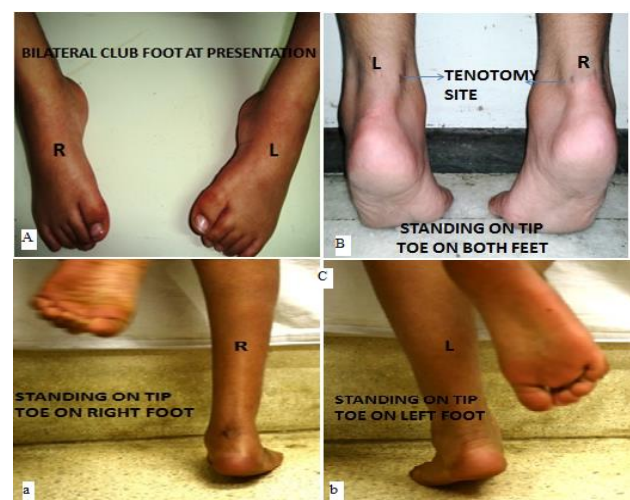 BILATERAL CLUB FOOT AT PRESENTATION
R
L
A
L
R
TENOTOMY
SITE
STANDING ON TIP
TOE ON BOTH FEET
B
C
R
STANDING ON TIP
TOE ON RIGHT FOOT
a
L
STANDING ON TIP
TOE ON LEFT FOOT
b